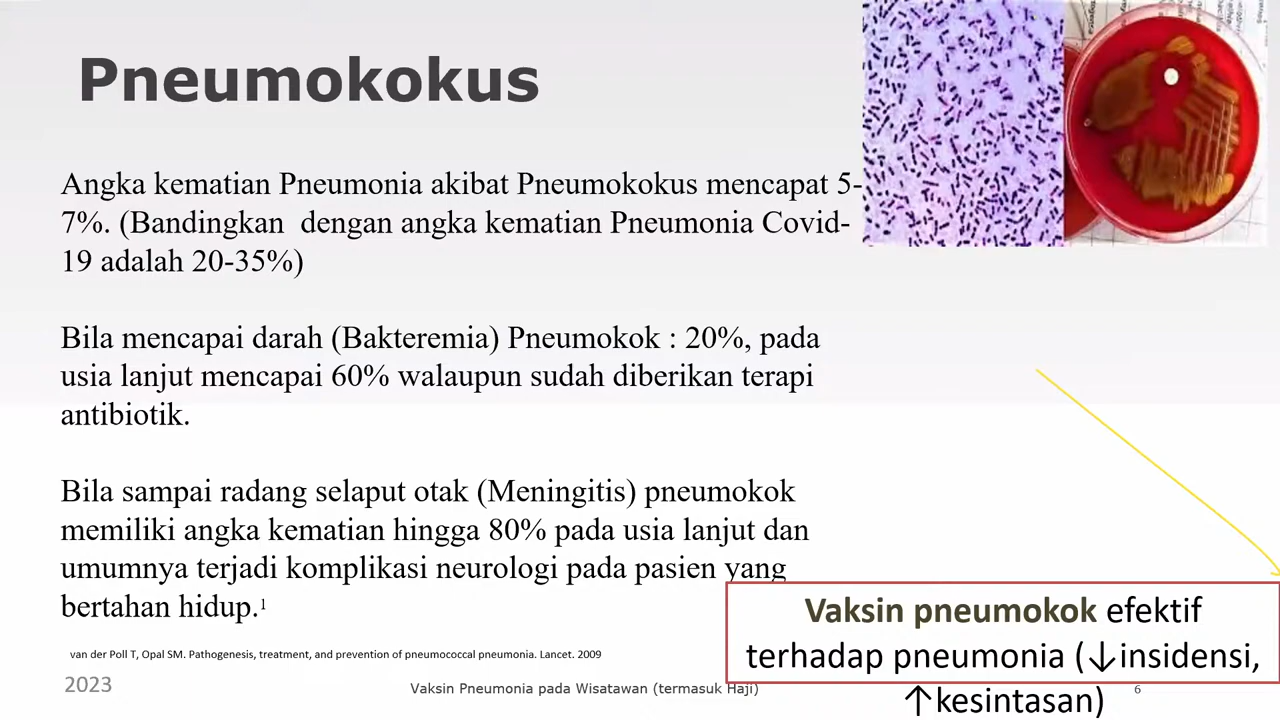 Pneumokokus
Angka kematian Pneumonia akibat Pneumokokus mencapat 5-
7%. (Bandingkan dengan angka kematian Pneumonia Covid-
19 adalah 20-35%)
Bila mencapai darah (Bakteremia) Pneumokok : 20%, pada
usia lanjut mencapai 60% walaupun sudah diberikan terapi
antibiotik.
Bila sampai radang selaput otak (Meningitis) pneumokok
memiliki angka kematian hingga 80% pada usia lanjut dan
umumnya terjadi komplikasi neurologi pada pasien yang
bertahan hidup.¹
Vaksin pneumokok efektif
terhadap pneumonia (↓insidensi,
↑kesintasan)
van der Poll T, Opal SM. Pathogenesis, treatment, and prevention of pneumococcal pneumonia. Lancet. 2009
2023
Vaksin Pneumonia pada Wisatawan (termasuk Haji)
6